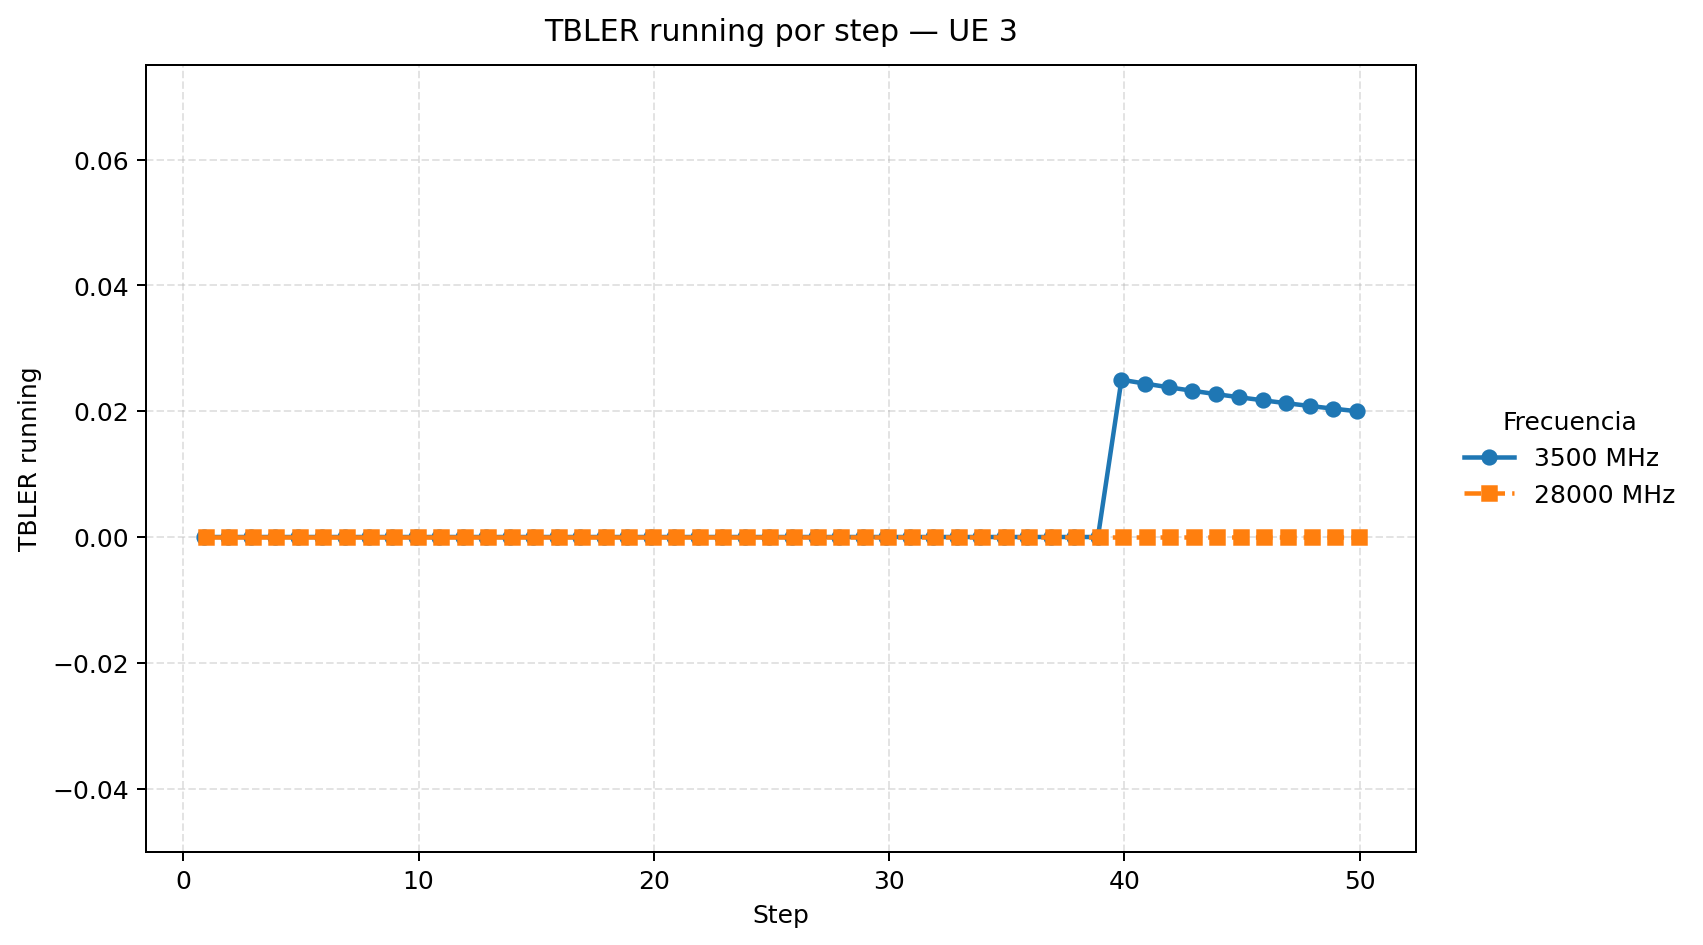 TBLER running por step — UE 3
TBLER running
0.06
0.04
0.02
0.00
−0.02
−0.04
0 10 20 30 40 50
Step
Frecuencia
3500 MHz
28000 MHz